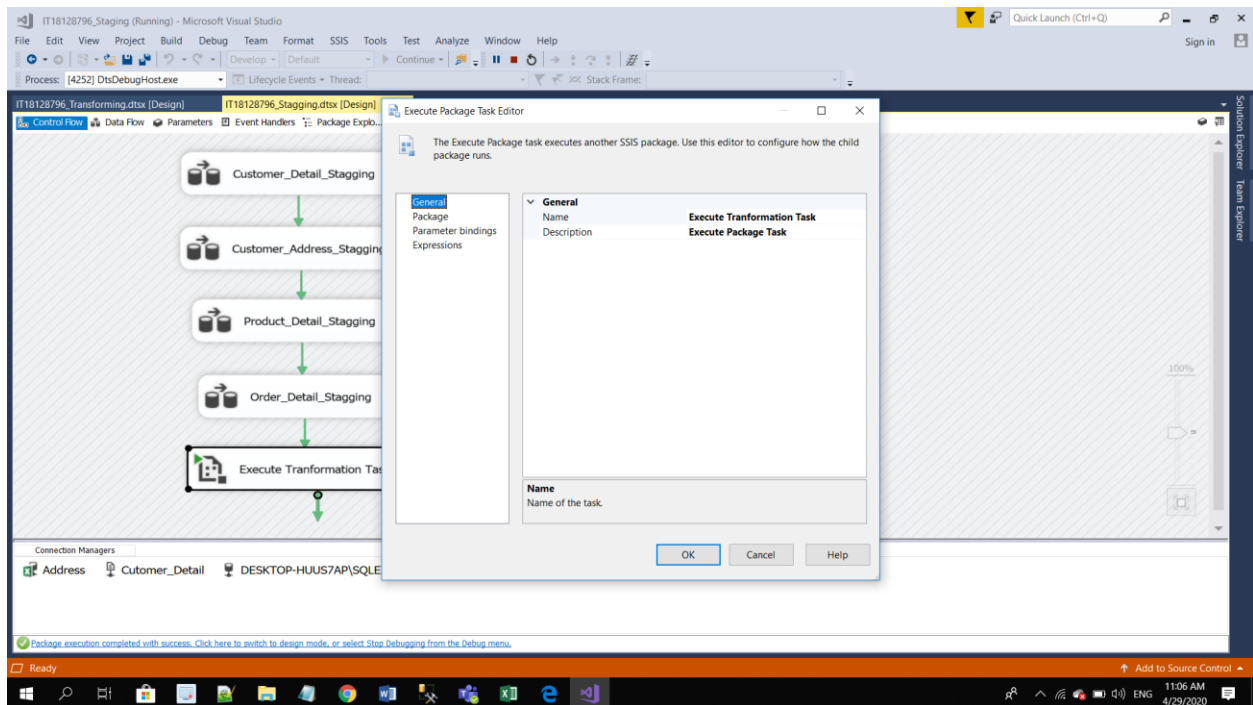 IT18128796_Staging (Running) - Microsoft Visual Studio
Quick Launch (Ctrl+Q)
File Edit View Project Build Debug Team Format SSIS Tools Test Analyze Window Help
Sign in
Develop Default Continue
Process: [4252] DtsDebugHost.exe Lifecycle Events Thread: Stack Frame:
IT18128796_Transforming.dtsx [Design] IT18128796_Stagging.dtsx [Design]
Control Flow Data Flow Parameters Event Handlers Package Explo...
Solution Explorer
Team Explorer
Customer_Detail_Stagging
Customer_Address_Stagging
Product_Detail_Stagging
Order_Detail_Stagging
Execute Tranformation Tas
Execute Package Task Editor
The Execute Package task executes another SSIS package. Use this editor to configure how the child
package runs.
General
Package
Parameter bindings
Expressions
General
Name Execute Tranformation Task
Description Execute Package Task
Name
Name of the task.
OK Cancel Help
100%
Connection Managers
Address Cutomer_Detail DESKTOP-HUUS7AP\SQLE
Package execution completed with success. Click here to switch to design mode, or select Stop Debugging from the Debug menu.
Ready
Add to Source Control
ENG
11:06 AM
4/29/2020